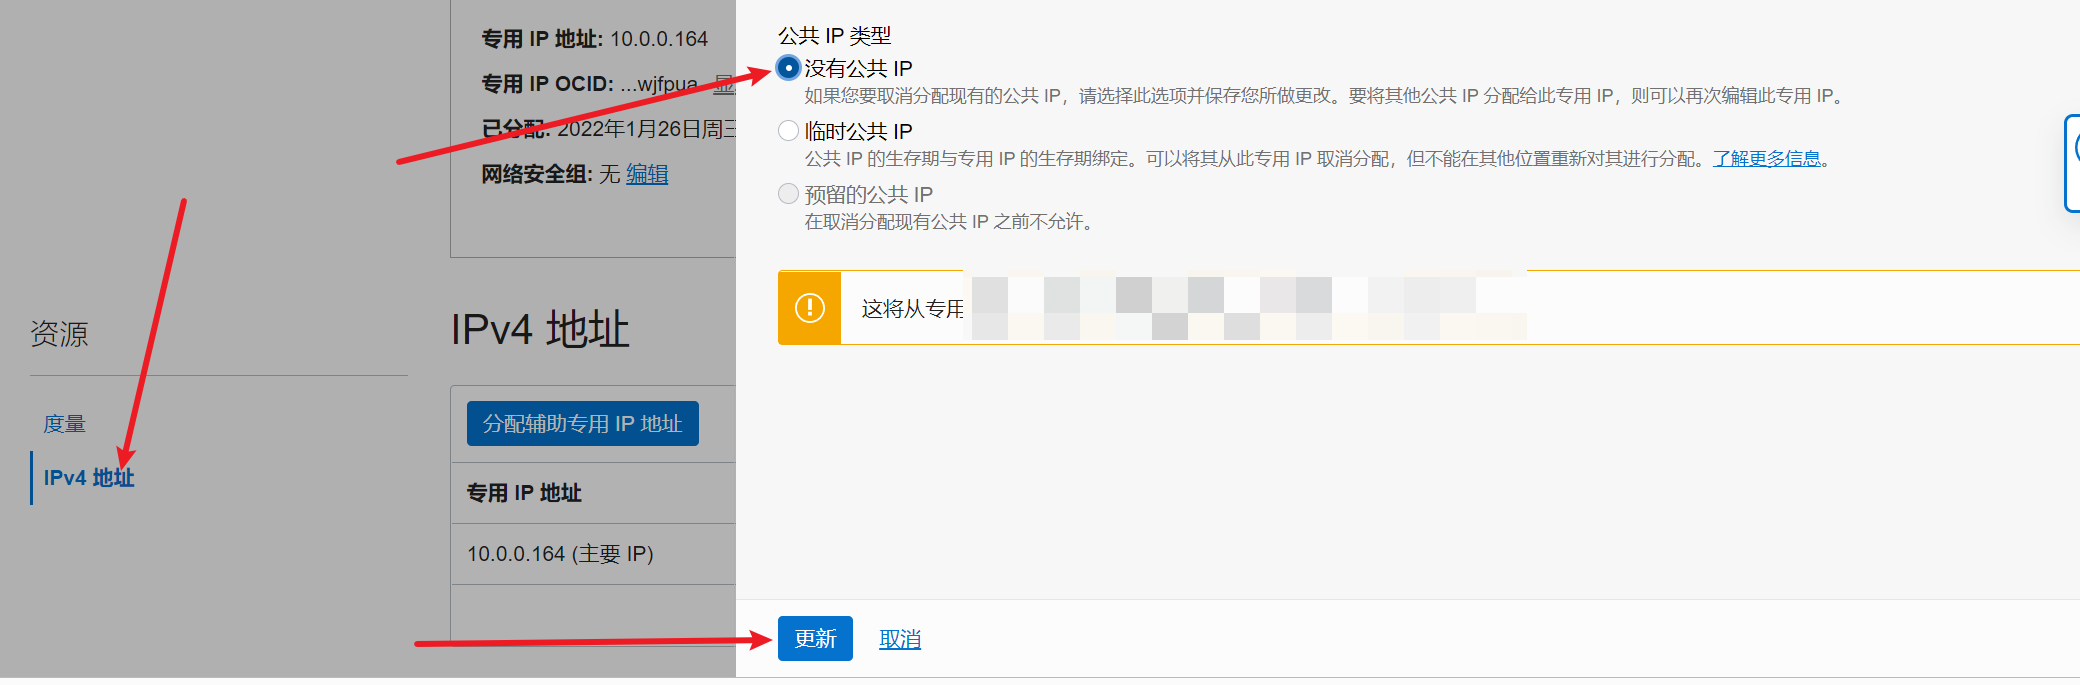 专用 IP 地址: 10.0.0.164
专用 IP OCID: ...wjfpua 显
已分配: 2022年1月26日周三
网络安全组: 无 编辑
资源
度量
IPv4 地址
IPv4 地址
分配辅助专用 IP 地址
专用 IP 地址
10.0.0.164 (主要 IP)
公共 IP 类型
没有公共 IP
如果您要取消分配现有的公共 IP，请选择此选项并保存您所做更改。要将其他公共 IP 分配给此专用 IP，则可以再次编辑此专用 IP。
临时公共 IP
公共 IP 的生存期与专用 IP 的生存期绑定。可以将其从此专用 IP 取消分配，但不能在其他位置重新对其进行分配。了解更多信息。
预留的公共 IP
在取消分配现有公共 IP 之前不允许。
这将从专用
更新 取消